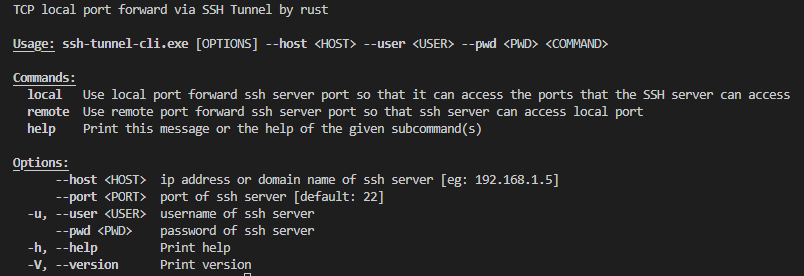 TCP local port forward via SSH Tunnel by rust
Usage: ssh-tunnel-cli.exe [OPTIONS] --host <HOST> --user <USER> --pwd <PWD> <COMMAND>
Commands:
local   Use local port forward ssh server port so that it can access the ports that the SSH server can access
remote  Use remote port forward ssh server port so that ssh server can access local port
help    Print this message or the help of the given subcommand(s)
Options:
--host <HOST>  ip address or domain name of ssh server [eg: 192.168.1.5]
--port <PORT>  port of ssh server [default: 22]
-u, --user <USER>  username of ssh server
--pwd <PWD>    password of ssh server
-h, --help         Print help
-V, --version      Print version